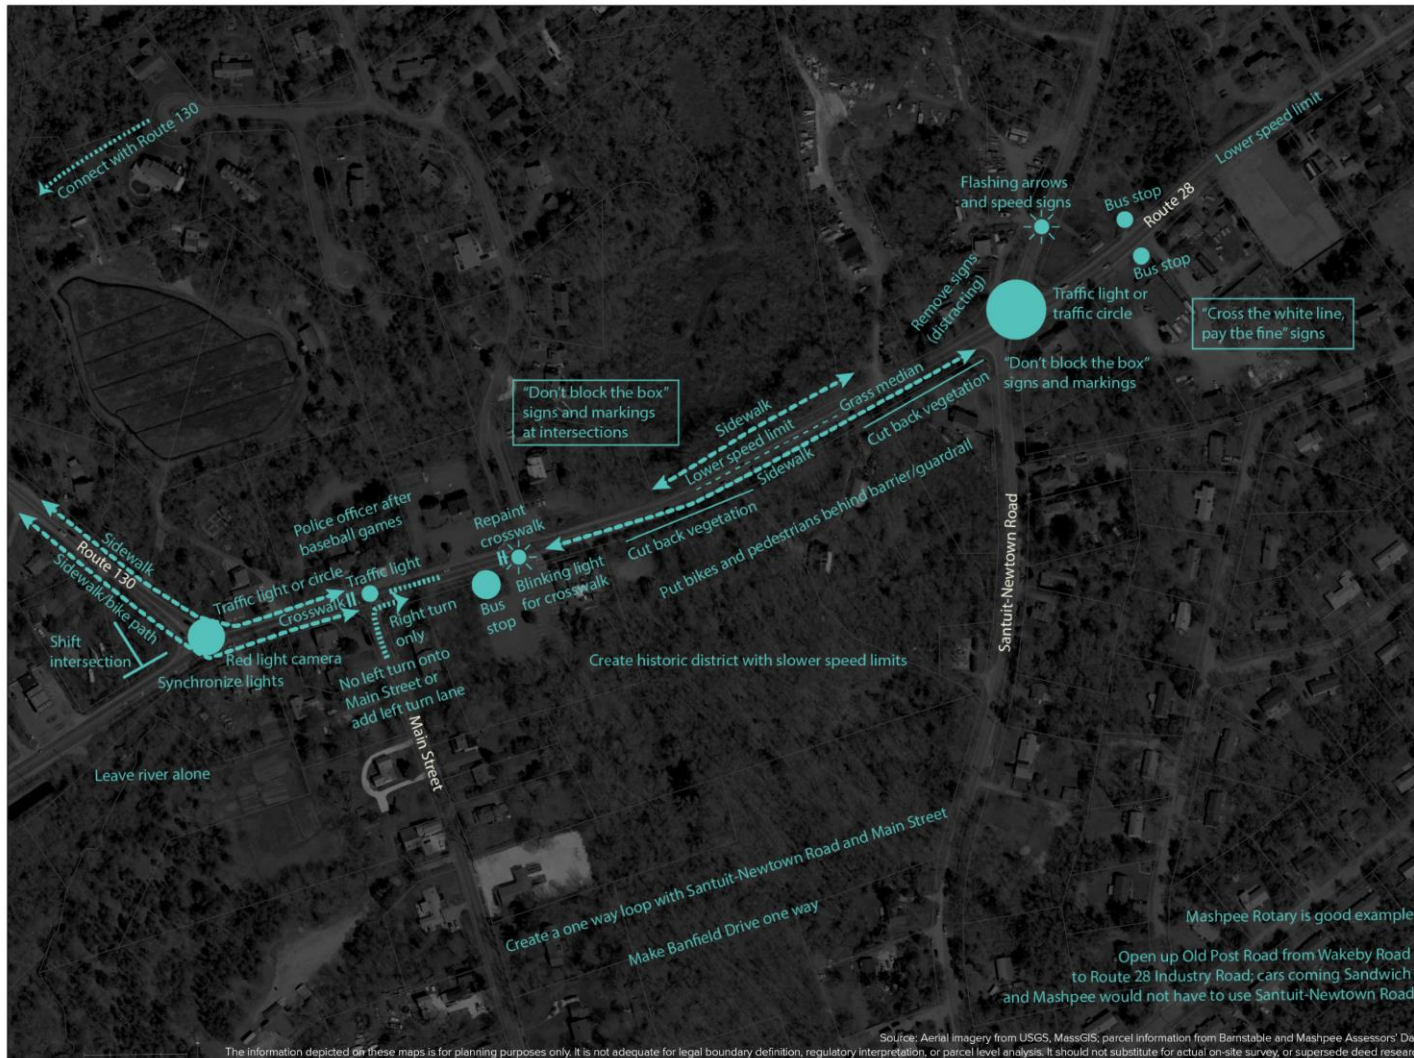 Connect with Route 130
Lower speed limit
Flashing arrows
and speed signs
Bus stop
Route 28
Bus stop
Remove signs
(distracting)
Traffic light or
traffic circle
"Cross the white line,
pay the fine" signs
"Don't block the box"
signs and markings
"Don't block the box"
signs and markings
at intersections
Sidewalk
Grass median
Lower speed limit
Cut back vegetation
Sidewalk
Cut back vegetation
Put bikes and pedestrians behind barrier/guardrail
Santuit-Newtown Road
Police officer after
baseball games
Repaint
crosswalk
Sidewalk
Route 130
Sidewalk/bike path
Traffic light or circle
Traffic light
Crosswalk
Right turn
only
Bus
stop
Blinking light
for crosswalk
Shift
intersection
Red light camera
Synchronize lights
No left turn onto
Main Street or
add left turn lane
Create historic district with slower speed limits
Main Street
Leave river alone
Create a one way loop with Santuit-Newtown Road and Main Street
Make Banfield Drive one way
Mashpee Rotary is good example
Open up Old Post Road from Wakeby Road
to Route 28 Industry Road; cars coming Sandwich
and Mashpee would not have to use Santuit-Newtown Road
Source: Aerial imagery from USGS, MassGIS; parcel information from Barnstable and Mashpee Assessors' Da
The information depicted on these maps is for planning purposes only. It is not adequate for legal boundary definition, regulatory interpretation, or parcel level analysis. It should not substitute for actual on-site survey, or supersede deed resea